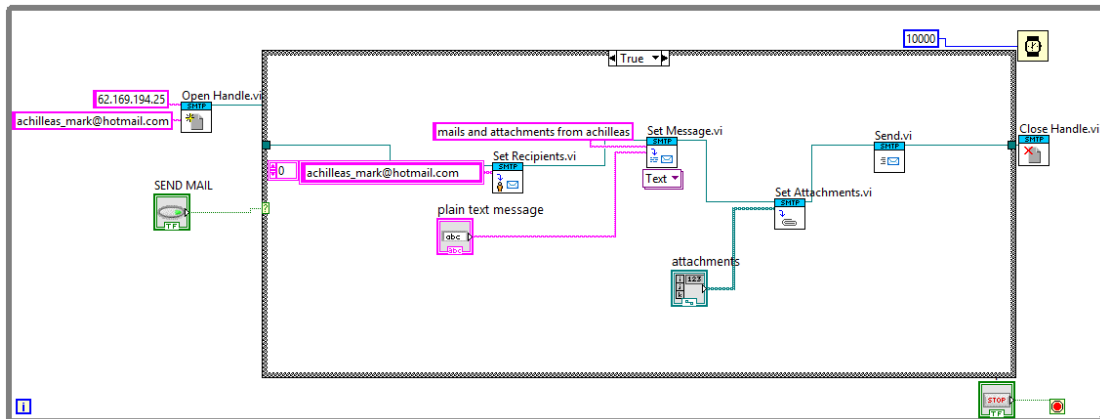 10000
True
62.169.194.25
Open Handle.vi
SMTP
achilleas_mark@hotmail.com
mails and attachments from achilleas
Set Message.vi
SMTP
Text
Send.vi
SMTP
Close Handle.vi
SMTP
Set Recipients.vi
SMTP
0
achilleas_mark@hotmail.com
SEND MAIL
TF
?
plain text message
abc
abc
Set Attachments.vi
SMTP
attachments
123
STOP
TF
i